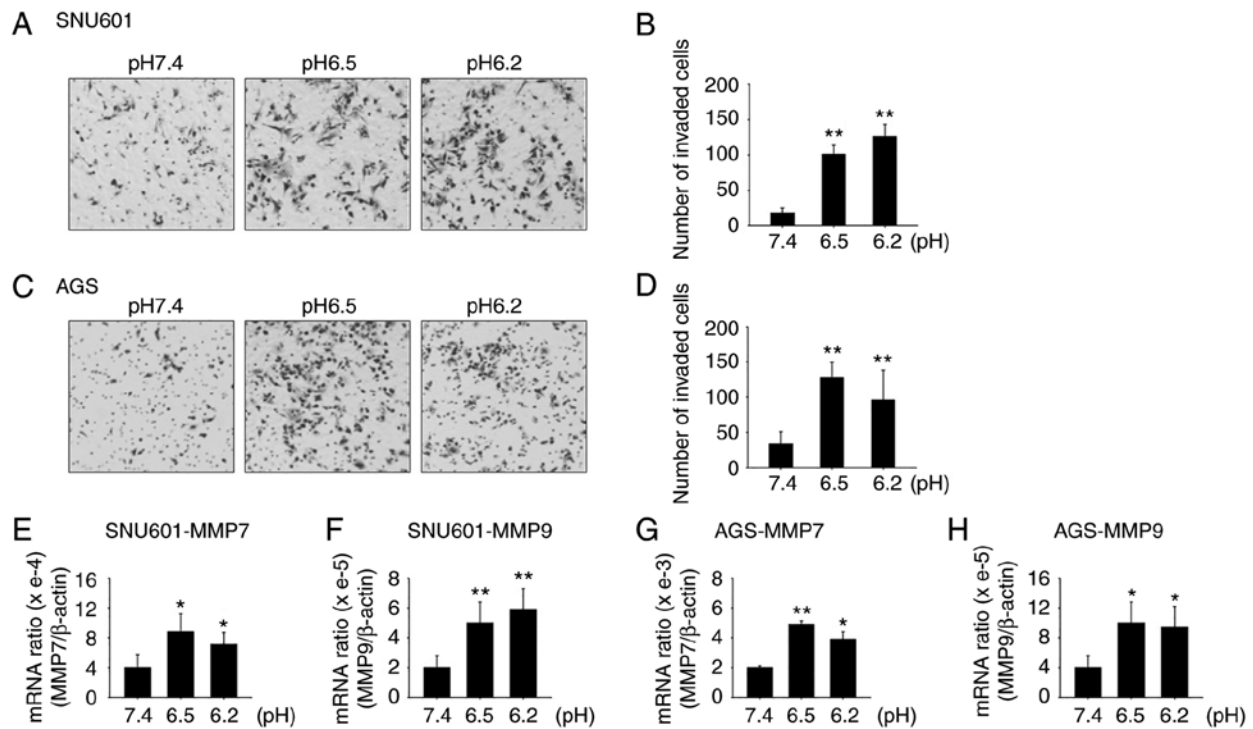 A SNU601
pH7.4 pH6.5 pH6.2
B
Number of invaded cells
200
150
100
50
0
** **
7.4 6.5 6.2 (pH)
C AGS
pH7.4 pH6.5 pH6.2
D
Number of invaded cells
200
150
100
50
0
** **
7.4 6.5 6.2 (pH)
E SNU601-MMP7
mRNA ratio (x e-4)
(MMP7/β-actin)
16
12
8
4
0
* *
7.4 6.5 6.2 (pH)
F SNU601-MMP9
mRNA ratio (x e-5)
(MMP9/β-actin)
8
6
4
2
0
** **
7.4 6.5 6.2 (pH)
G AGS-MMP7
mRNA ratio (x e-3)
(MMP7/β-actin)
8
6
4
2
0
** *
7.4 6.5 6.2 (pH)
H AGS-MMP9
mRNA ratio (x e-5)
(MMP9/β-actin)
16
12
8
4
0
* *
7.4 6.5 6.2 (pH)